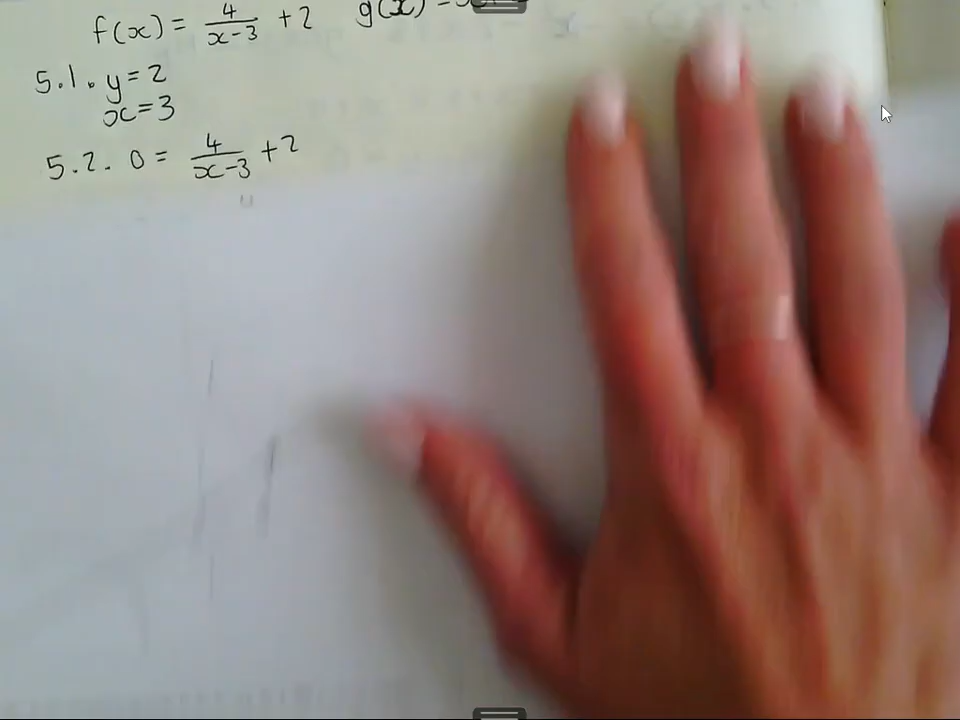 f(x) = 4/(x-3) + 2 g(x) =
5.1. y = 2
x = 3
5.2. 0 = 4/(x-3) + 2